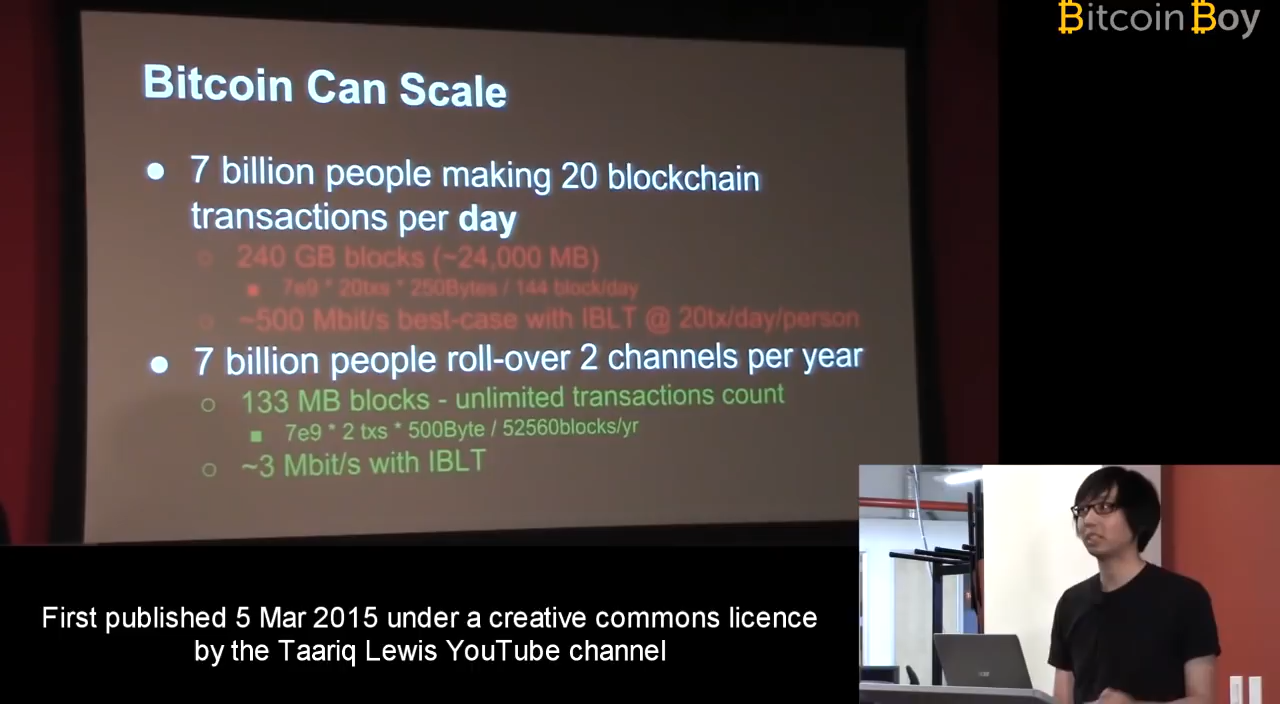 Bitcoin Boy
Bitcoin Can Scale
● 7 billion people making 20 blockchain
transactions per day
○ 240 GB blocks (~24,000 MB)
■ 7e9 * 20txs * 250Bytes / 144 block/day
○ ~500 Mbit/s best-case with IBLT @ 20tx/day/person
● 7 billion people roll-over 2 channels per year
○ 133 MB blocks - unlimited transactions count
■ 7e9 * 2 txs * 500Byte / 52560blocks/yr
○ ~3 Mbit/s with IBLT
First published 5 Mar 2015 under a creative commons licence
by the Taariq Lewis YouTube channel